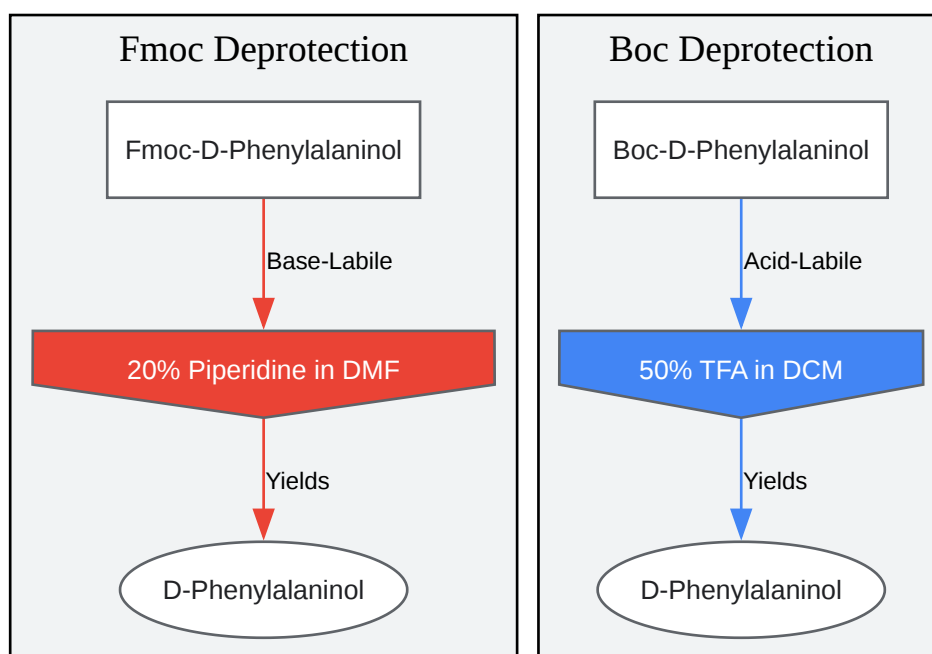 Fmoc Deprotection
Fmoc-D-Phenylalaninol
Base-Labile
20% Piperidine in DMF
Yields
D-Phenylalaninol
Boc Deprotection
Boc-D-Phenylalaninol
Acid-Labile
50% TFA in DCM
Yields
D-Phenylalaninol